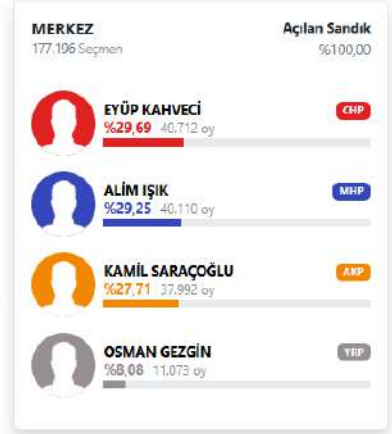 MERKEZ
177.196 Seçmen
Açılan Sandık
%100,00
EYÜP KAHVECİ
CHP
%29,69 40.712 oy
ALİM IŞIK
MHP
%29,25 40.110 oy
KAMİL SARAÇOĞLU
AKP
%27,71 37.992 oy
OSMAN GEZGİN
YRP
%8,08 11.073 oy